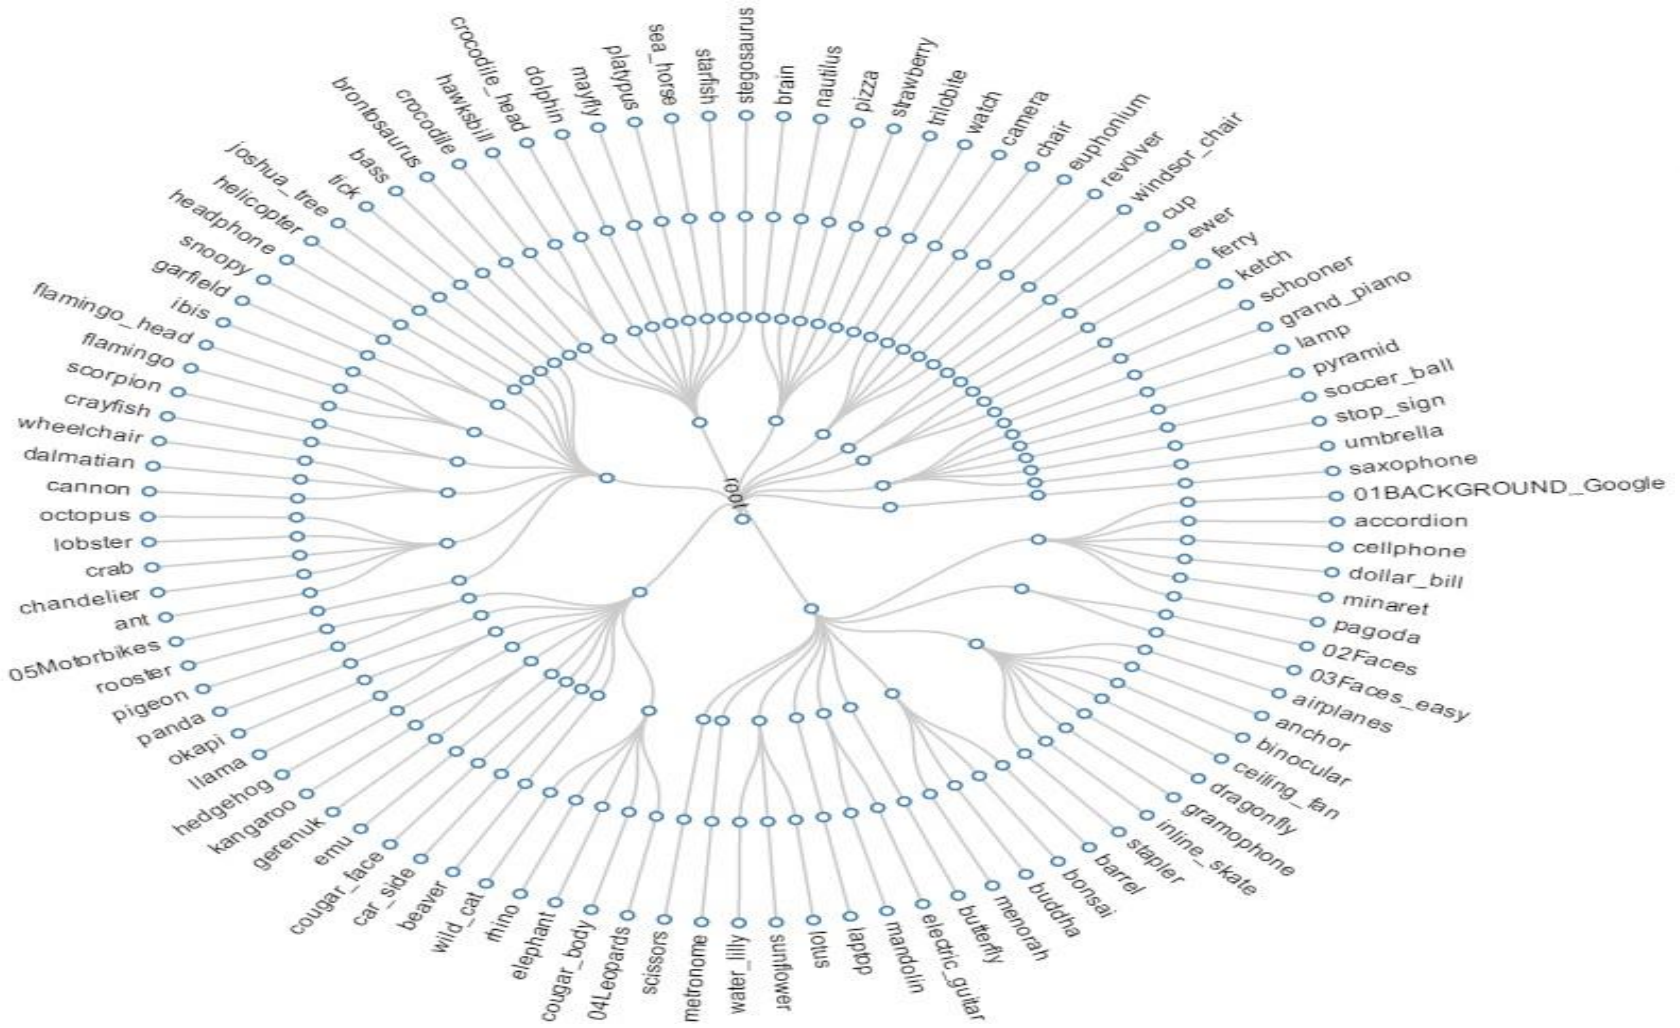 root
stegosaurus
brain
nautilus
pizza
strawberry
trilobite
watch
camera
chair
euphonium
revolver
windsor_chair
cup
ewer
ferry
ketch
schooner
grand_piano
lamp
pyramid
soccer_ball
stop_sign
umbrella
saxophone
01BACKGROUND_Google
accordion
cellphone
dollar_bill
minaret
pagoda
02Faces
03Faces_easy
airplanes
anchor
binocular
ceiling_fan
dragonfly
gramophone
inline_skate
stapler
barrel
bonsai
buddha
menorah
butterfly
electric_guitar
mandolin
laptop
lotus
sunflower
water_lilly
metronome
scissors
04Leopards
cougar_body
elephant
rhino
wild_cat
beaver
car_side
cougar_face
emu
gerenuk
kangaroo
hedgehog
llama
okapi
panda
pigeon
rooster
05Motorbikes
ant
chandelier
crab
lobster
octopus
cannon
dalmatian
wheelchair
crayfish
scorpion
flamingo
flamingo_head
ibis
garfield
snoopy
headphone
helicopter
joshua_tree
tick
bass
brontosaurus
crocodile
hawksbill
crocodile_head
dolphin
mayfly
platypus
sea_horse
starfish